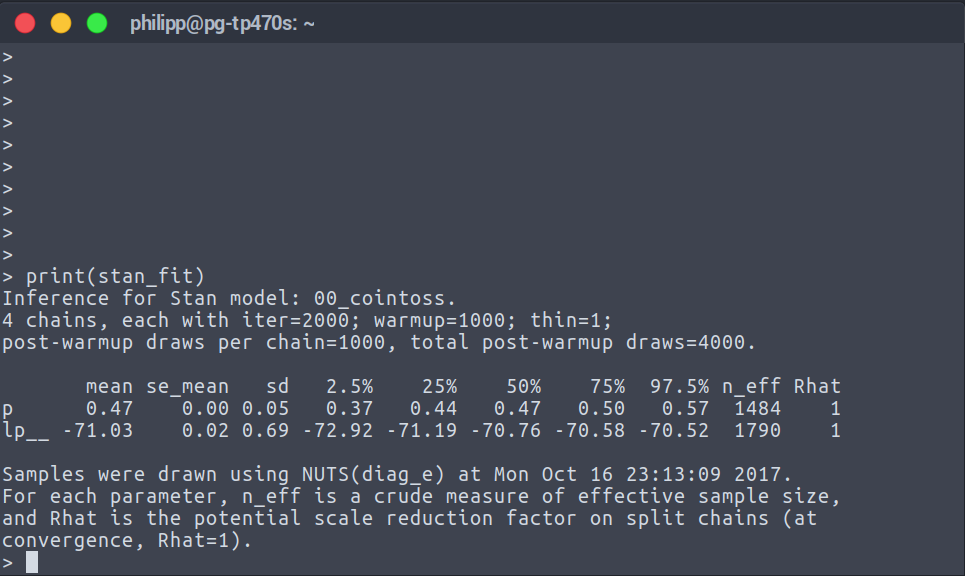 philipp@pg-tp470s: ~
>
>
>
>
>
>
>
>
>
>
> print(stan_fit)
Inference for Stan model: 00_cointoss.
4 chains, each with iter=2000; warmup=1000; thin=1;
post-warmup draws per chain=1000, total post-warmup draws=4000.

       mean se_mean   sd   2.5%    25%    50%    75%  97.5% n_eff Rhat
p      0.47    0.00 0.05   0.37   0.44   0.47   0.50   0.57  1484    1
lp__ -71.03    0.02 0.69 -72.92 -71.19 -70.76 -70.58 -70.52  1790    1

Samples were drawn using NUTS(diag_e) at Mon Oct 16 23:13:09 2017.
For each parameter, n_eff is a crude measure of effective sample size,
and Rhat is the potential scale reduction factor on split chains (at
convergence, Rhat=1).
>